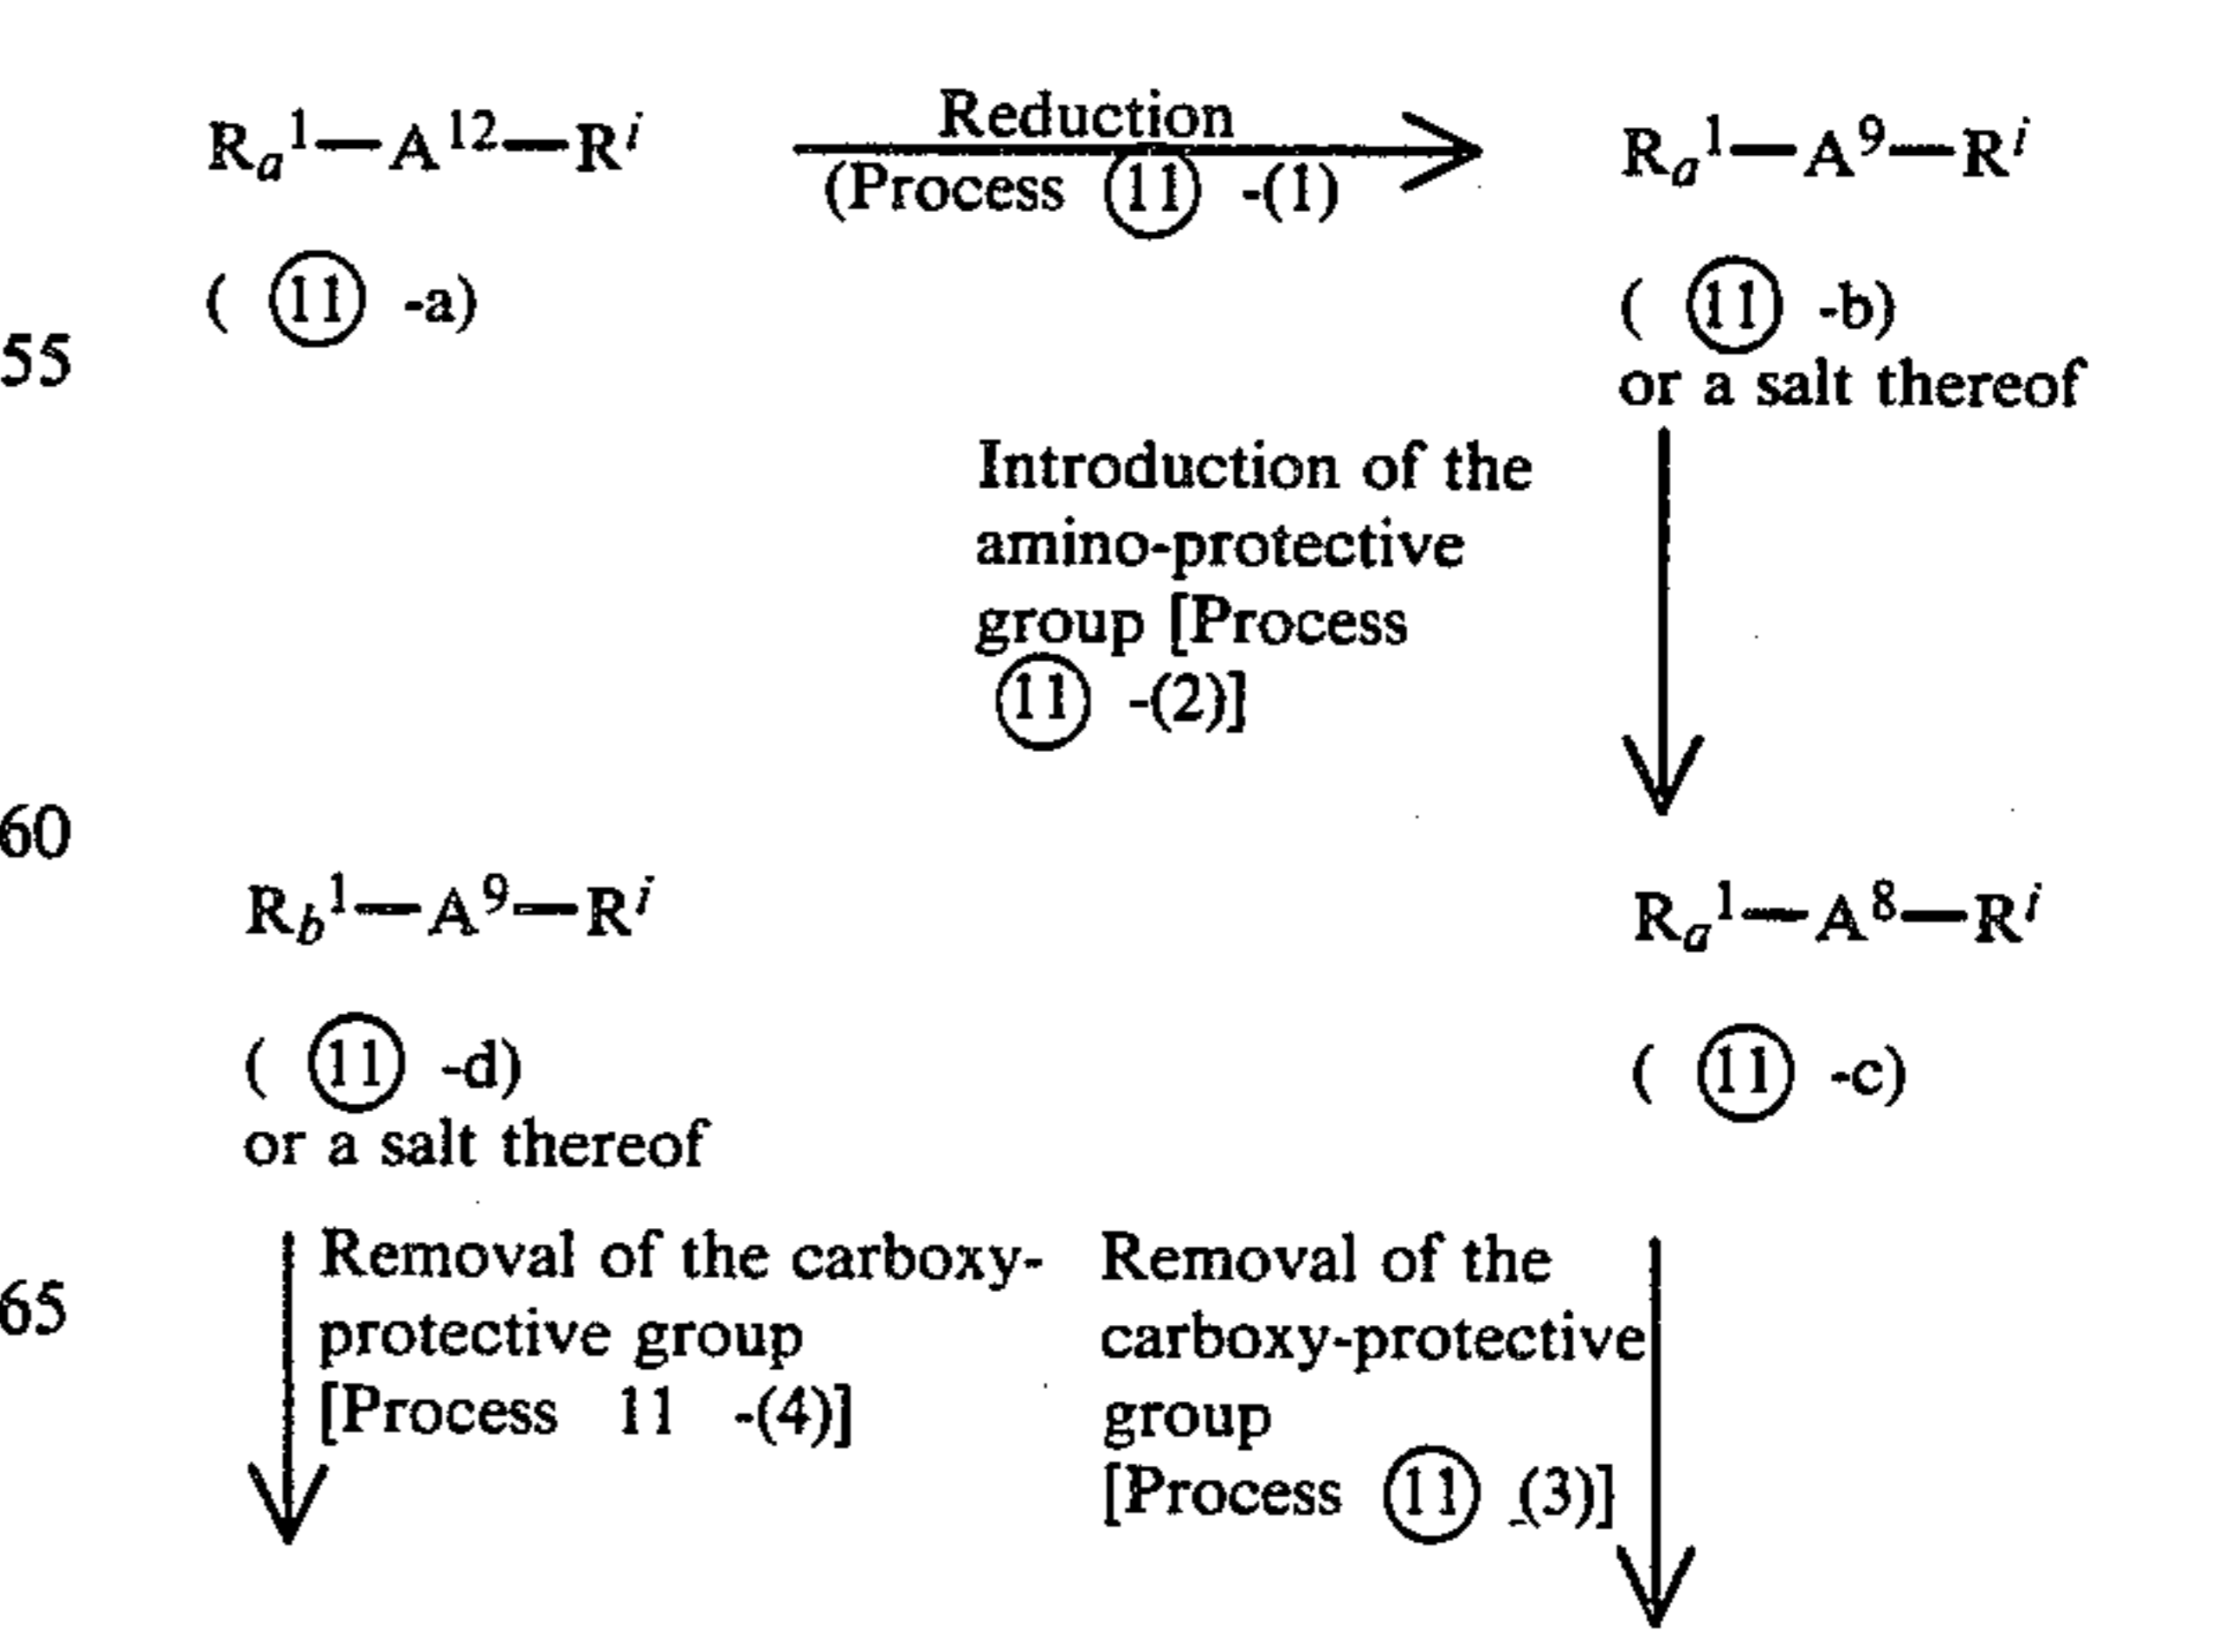 Rₐ¹—A¹²—Rⁱ Reduction Rₐ¹—A⁹—Rⁱ
(Process ⑪ -(1)
( ⑪ -a) ( ⑪ -b)
55 or a salt thereof
Introduction of the
amino-protective
group [Process
⑪ -(2)]
60
R_b¹—A⁹—Rⁱ Rₐ¹—A⁸—Rⁱ
( ⑪ -d) ( ⑪ -c)
or a salt thereof
Removal of the carboxy- Removal of the
65 protective group carboxy-protective
[Process 11 -(4)] group
[Process ⑪ -(3)]